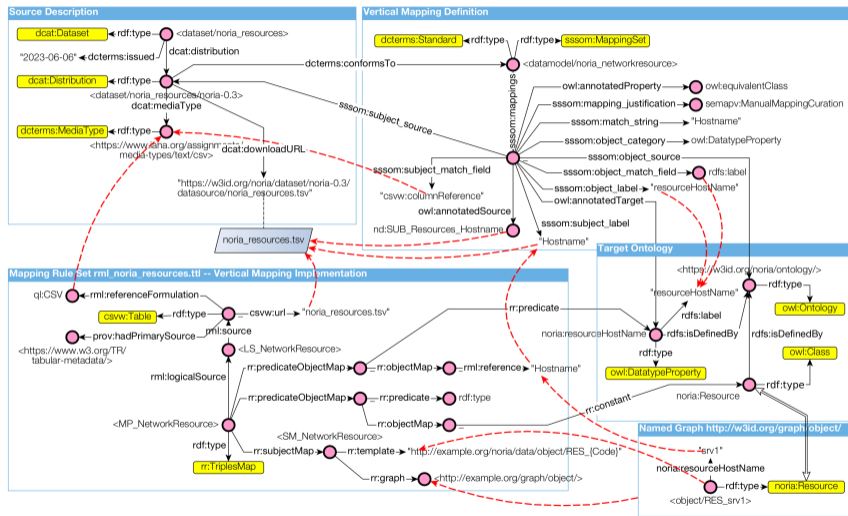 Source Description
dcat:Dataset
rdf:type
<dataset/noria_resources>
dcat:distribution
"2023-06-06"
dcterms:issued
dcat:Distribution
rdf:type
<dataset/noria_resources/noria-0.3>
dcat:mediaType
dcterms:MediaType
rdf:type
<https://www.iana.org/assignments/
media-types/text/csv>
dcat:downloadURL
"https://w3id.org/noria/dataset/noria-0.3/
datasource/noria_resources.tsv"
noria_resources.tsv
Vertical Mapping Definition
dcterms:Standard
rdf:type
rdf:type
sssom:MappingSet
dcterms:conformsTo
<datamodel/noria_networkresource>
sssom:mappings
sssom:subject_source
owl:annotatedProperty
owl:equivalentClass
sssom:mapping_justification
semapv:ManualMappingCuration
sssom:match_string
"Hostname"
sssom:object_category
owl:DatatypeProperty
sssom:object_source
sssom:subject_match_field
sssom:object_match_field
rdfs:label
"csvw:columnReference"
sssom:object_label
"resourceHostName"
owl:annotatedTarget
owl:annotatedSource
nd:SUB_Resources_Hostname
sssom:subject_label
"Hostname"
Target Ontology
<https://w3id.org/noria/ontology/>
rdf:type
"resourceHostName"
owl:Ontology
rdfs:label
noria:resourceHostName
rdfs:isDefinedBy
rdfs:isDefinedBy
owl:Class
rdf:type
owl:DatatypeProperty
rdf:type
noria:Resource
Mapping Rule Set rml_noria_resources.ttl -- Vertical Mapping Implementation
ql:CSV
rml:referenceFormulation
csvw:Table
rdf:type
csvw:url
"noria_resources.tsv"
rml:source
prov:hadPrimarySource
<https://www.w3.org/TR/
tabular-metadata/>
<LS_NetworkResource>
rr:predicate
rml:logicalSource
rr:predicateObjectMap
rr:objectMap
rml:reference
"Hostname"
rr:predicateObjectMap
rr:predicate
rdf:type
rr:constant
<MP_NetworkResource>
rr:objectMap
rdf:type
<SM_NetworkResource>
rr:subjectMap
rr:template
"http://example.org/noria/data/object/RES_{Code}"
rr:TriplesMap
rr:graph
<http://example.org/graph/object/>
Named Graph http://w3id.org/graph/object/
"srv1"
noria:resourceHostName
rdf:type
noria:Resource
<object/RES_srv1>